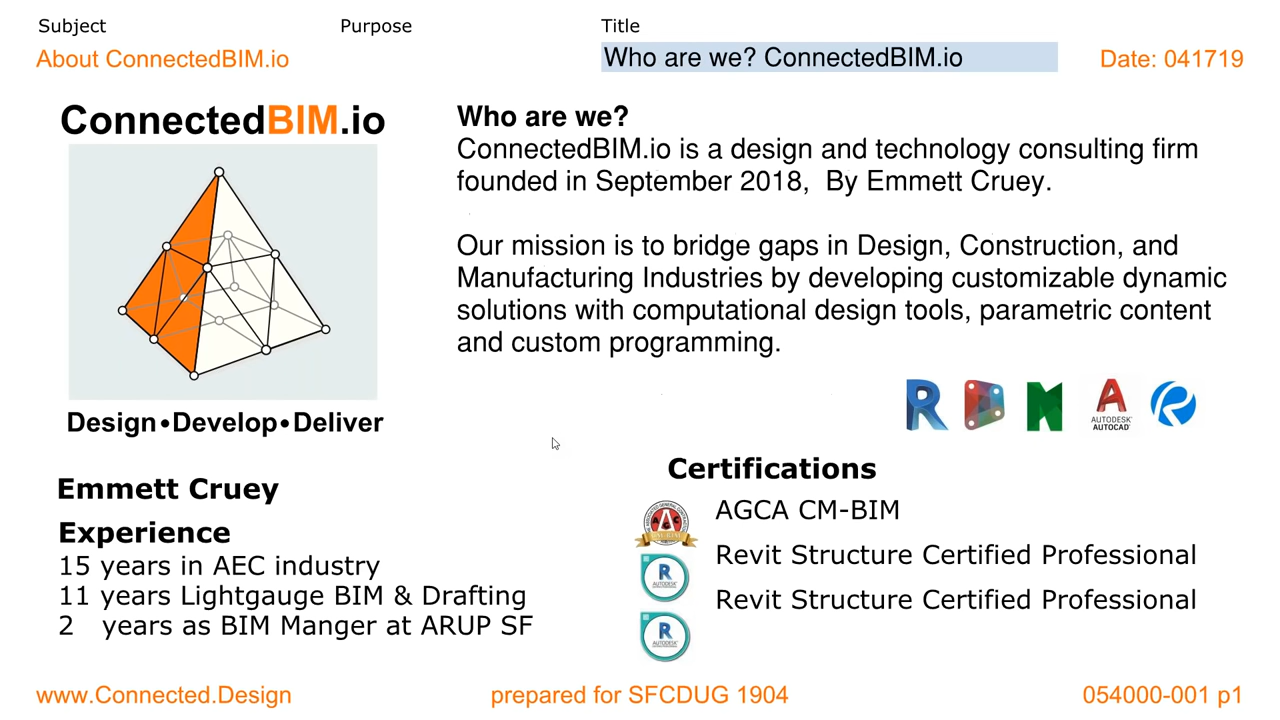 Subject
Purpose
Title
About ConnectedBIM.io
Who are we? ConnectedBIM.io
Date: 041719
ConnectedBIM.io
Who are we?
ConnectedBIM.io is a design and technology consulting firm
founded in September 2018,  By Emmett Cruey.
Our mission is to bridge gaps in Design, Construction, and
Manufacturing Industries by developing customizable dynamic
solutions with computational design tools, parametric content
and custom programming.
Design•Develop•Deliver
AUTODESK
AUTOCAD
Emmett Cruey
Experience
15 years in AEC industry
11 years Lightgauge BIM & Drafting
2   years as BIM Manger at ARUP SF
Certifications
AGCA CM-BIM
Revit Structure Certified Professional
Revit Structure Certified Professional
AGC
R
AUTODESK
R
AUTODESK
www.Connected.Design
prepared for SFCDUG 1904
054000-001 p1